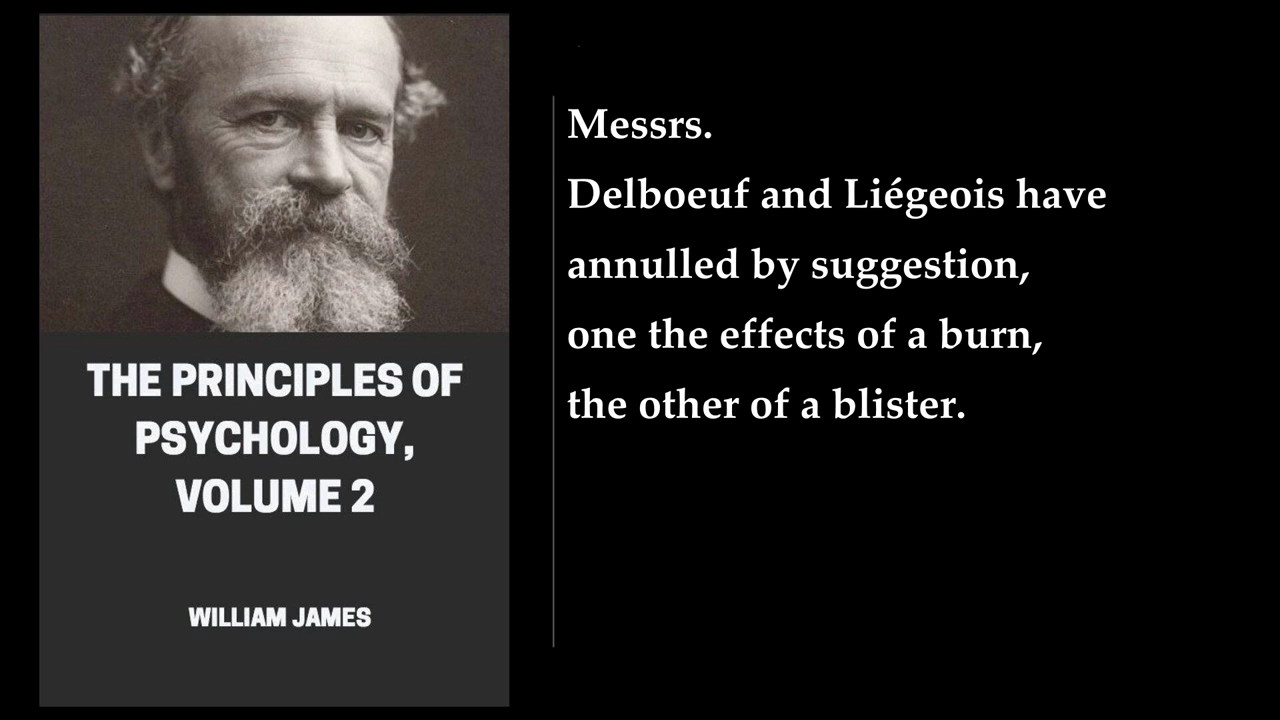 THE PRINCIPLES OF
PSYCHOLOGY,
VOLUME 2
WILLIAM JAMES
Messrs.
Delboeuf and Liégeois have
annulled by suggestion,
one the effects of a burn,
the other of a blister.